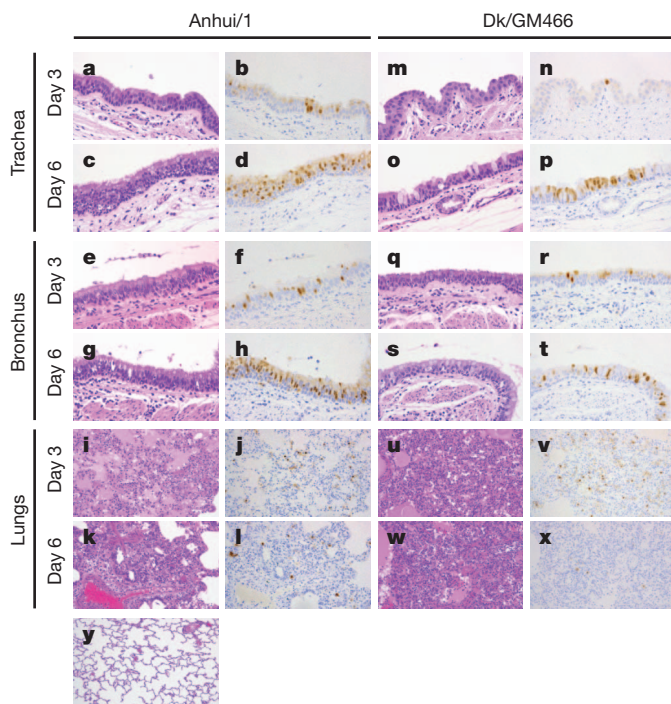 Anhui/1 Dk/GM466
Trachea
Day 3
a b m n
Day 6
c d o p
Bronchus
Day 3
e f q r
Day 6
g h s t
Lungs
Day 3
i j u v
Day 6
k l w x
y